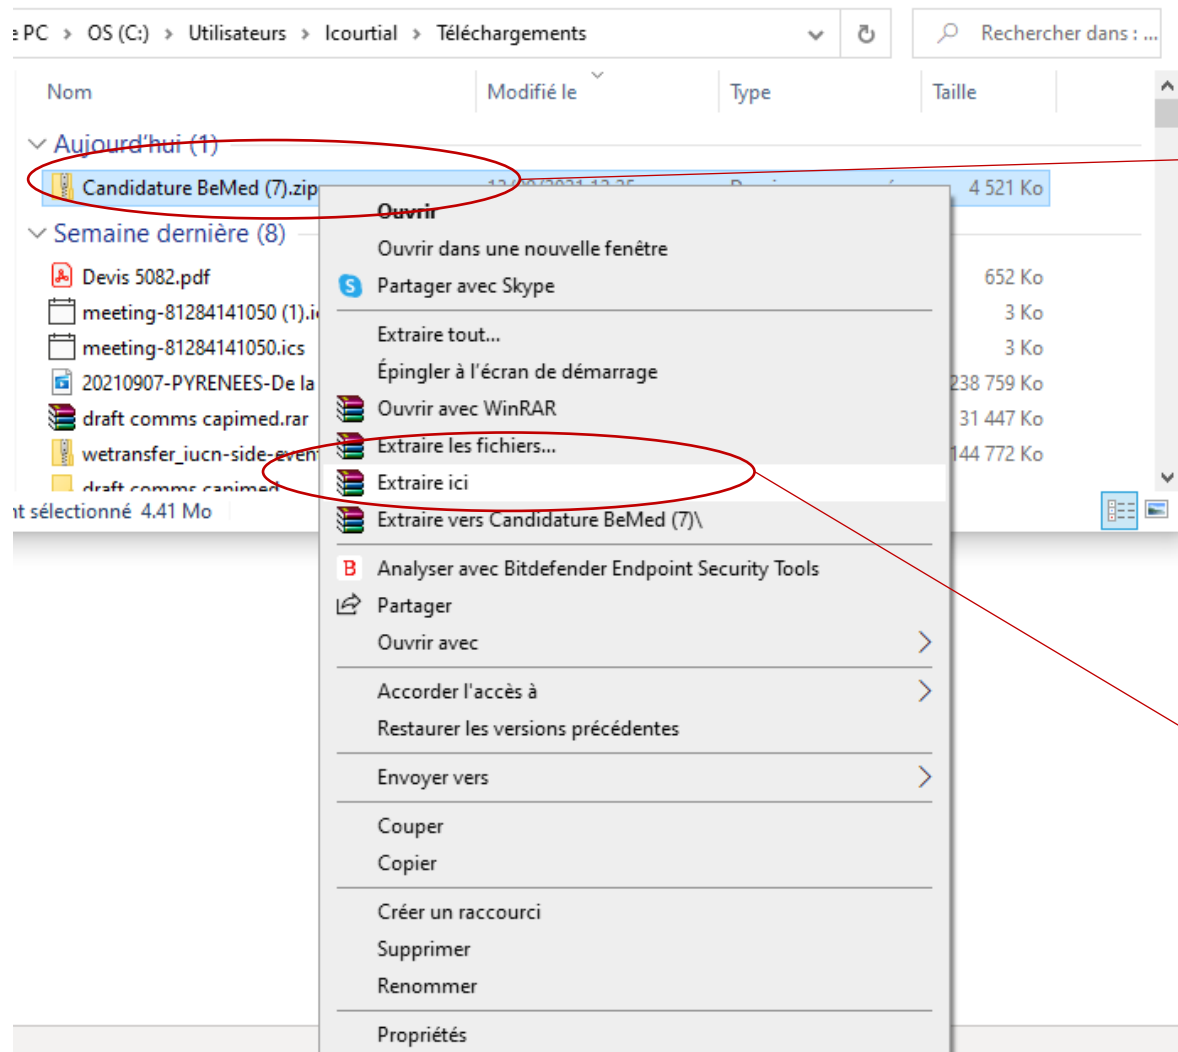 PC > OS (C:) > Utilisateurs > lcourtial > Téléchargements
Rechercher dans : ...
Nom Modifié le Type Taille
Aujourd'hui (1)
Candidature BeMed (7).zip 4 521 Ko
Semaine dernière (8)
Devis 5082.pdf 652 Ko
meeting-81284141050 (1).i 3 Ko
meeting-81284141050.ics 3 Ko
20210907-PYRENEES-De la 238 759 Ko
draft comms capimed.rar 31 447 Ko
wetransfer_iucn-side-event 144 772 Ko
draft comms capimed
nt sélectionné 4.41 Mo
Ouvrir
Ouvrir dans une nouvelle fenêtre
Partager avec Skype
Extraire tout...
Épingler à l'écran de démarrage
Ouvrir avec WinRAR
Extraire les fichiers...
Extraire ici
Extraire vers Candidature BeMed (7)\
Analyser avec Bitdefender Endpoint Security Tools
Partager
Ouvrir avec
Accorder l'accès à
Restaurer les versions précédentes
Envoyer vers
Couper
Copier
Créer un raccourci
Supprimer
Renommer
Propriétés